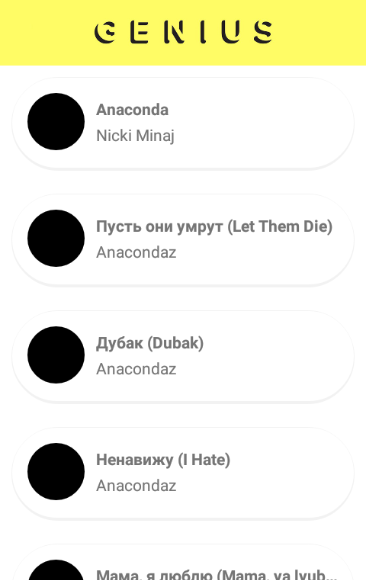 GENIUS
Anaconda
Nicki Minaj
Пусть они умрут (Let Them Die)
Anacondaz
Дубак (Dubak)
Anacondaz
Ненавижу (I Hate)
Anacondaz
Мама, я люблю (Mama, ya lyub...